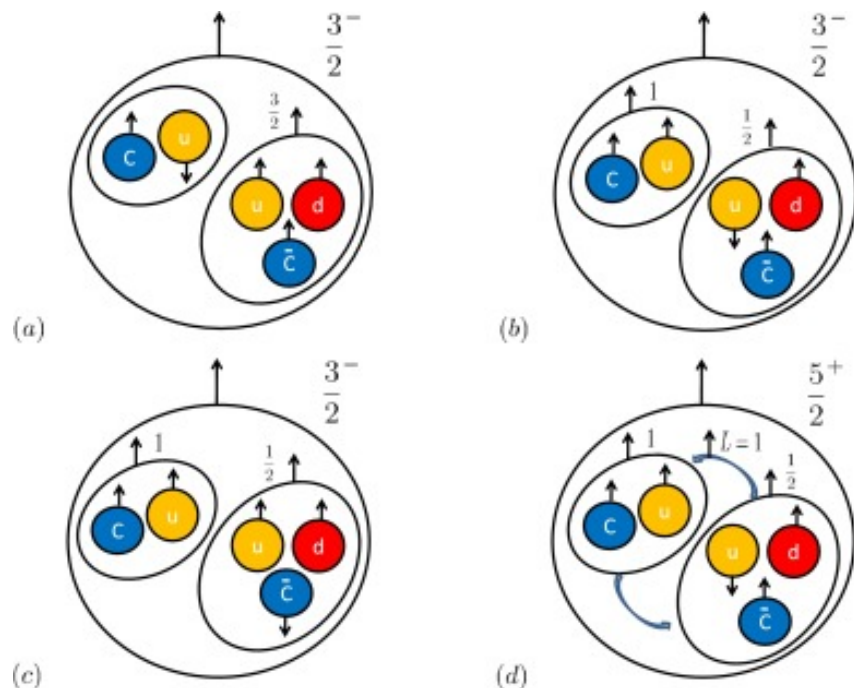 3/2⁻
3/2
C u
u d
C̄
(a)
3/2⁻
1
1/2
C u
u d
C̄
(b)
3/2⁻
1
1/2
C u
u d
C̄
(c)
5/2⁺
1 L=1
1/2
C u
u d
C̄
(d)